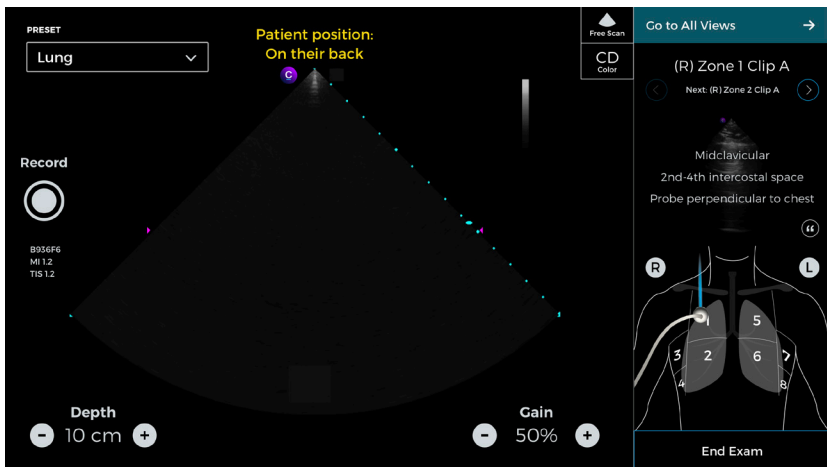 PRESET
Lung
Patient position:
On their back
C
Free Scan
CD
Color
Record
B936F6
MI 1.2
TIS 1.2
Depth
- 10 cm +
Gain
- 50% +
Go to All Views →
(R) Zone 1 Clip A
Next: (R) Zone 2 Clip A
Midclavicular
2nd-4th intercostal space
Probe perpendicular to chest
“
R
L
1
5
3
2
6
7
4
8
End Exam